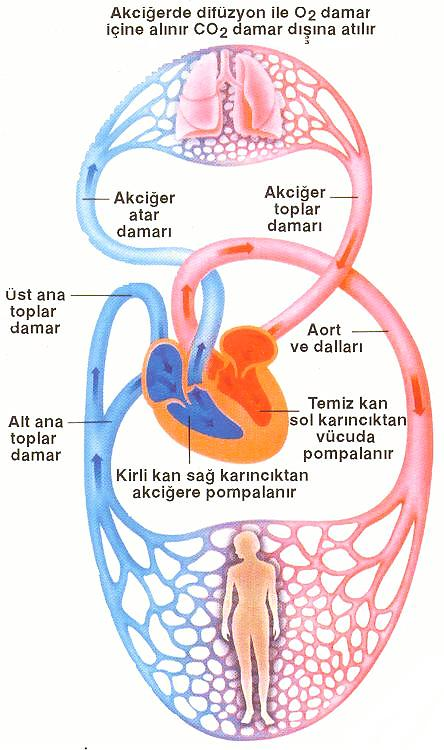 Akciğerde difüzyon ile O2 damar
içine alınır CO2 damar dışına atılır
Akciğer
atar
damarı
Akciğer
toplar
damarı
Üst ana
toplar
damar
Aort
ve dalları
Alt ana
toplar
damar
Temiz kan
sol karıncıktan
vücuda
pompalanır
Kirli kan sağ karıncıktan
akciğere pompalanır